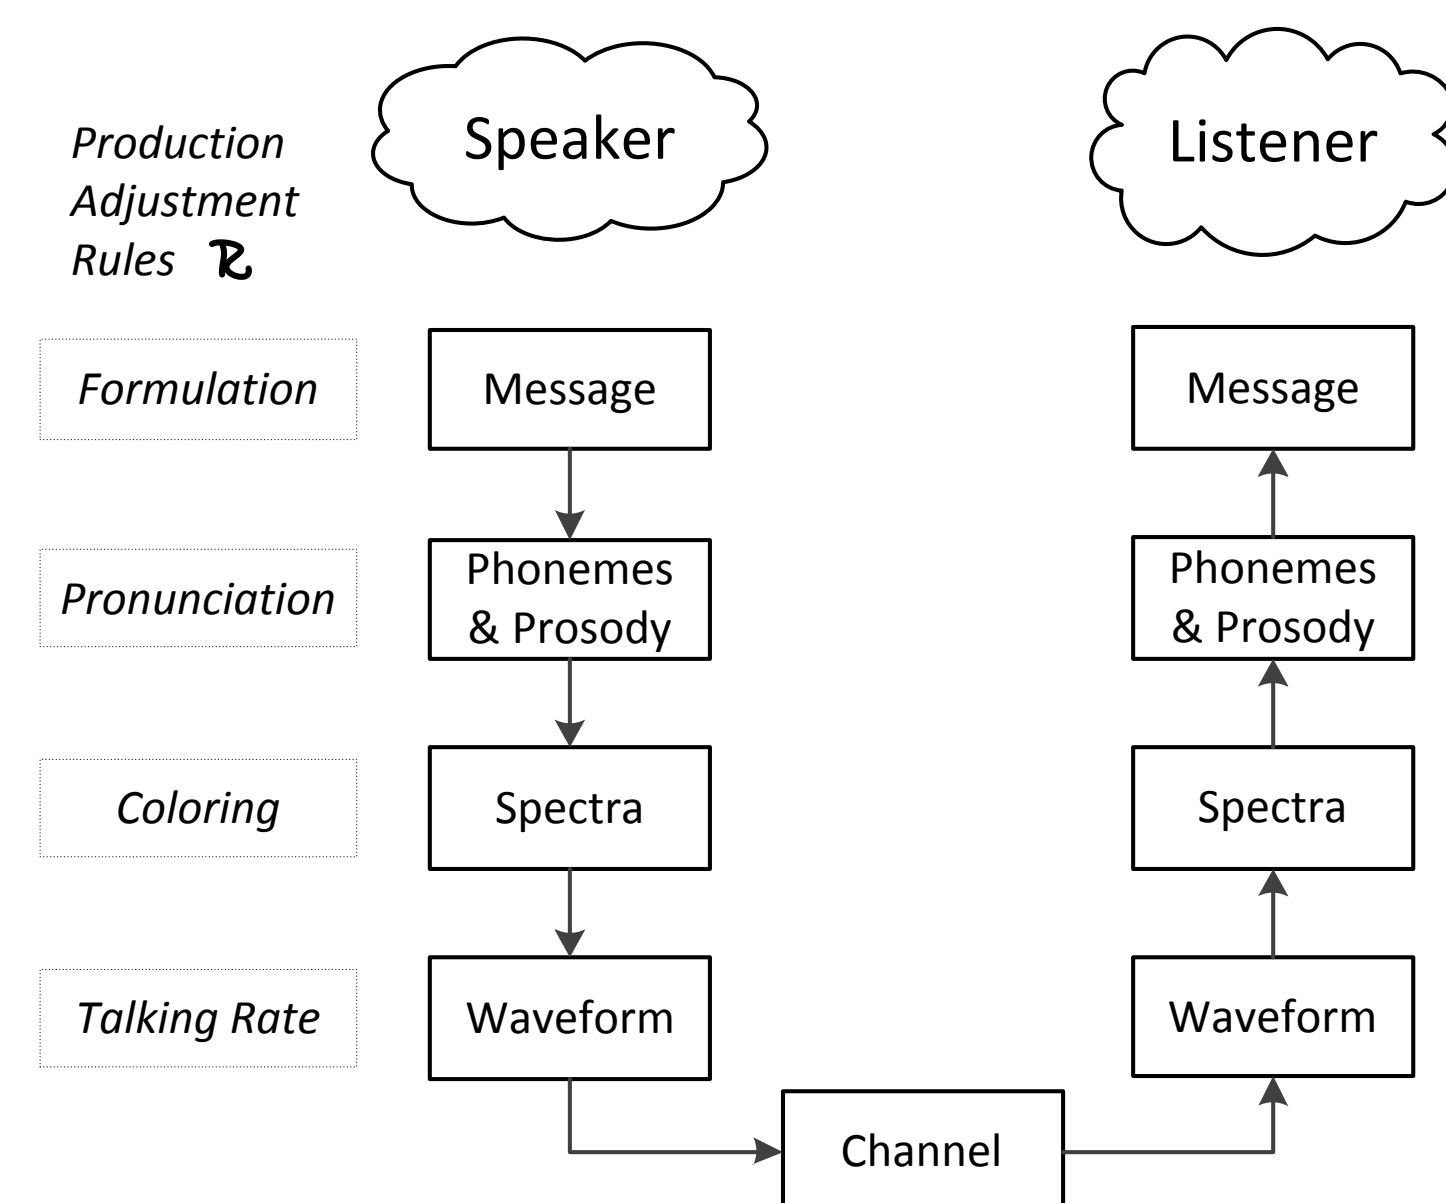 Speaker
Listener
Production
Adjustment
Rules R
Formulation
Message
Message
Pronunciation
Phonemes
& Prosody
Phonemes
& Prosody
Coloring
Spectra
Spectra
Talking Rate
Waveform
Waveform
Channel